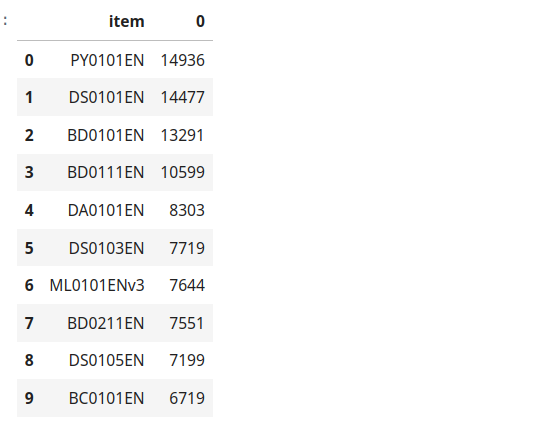 :
item 0
0 PY0101EN 14936
1 DS0101EN 14477
2 BD0101EN 13291
3 BD0111EN 10599
4 DA0101EN 8303
5 DS0103EN 7719
6 ML0101ENv3 7644
7 BD0211EN 7551
8 DS0105EN 7199
9 BC0101EN 6719